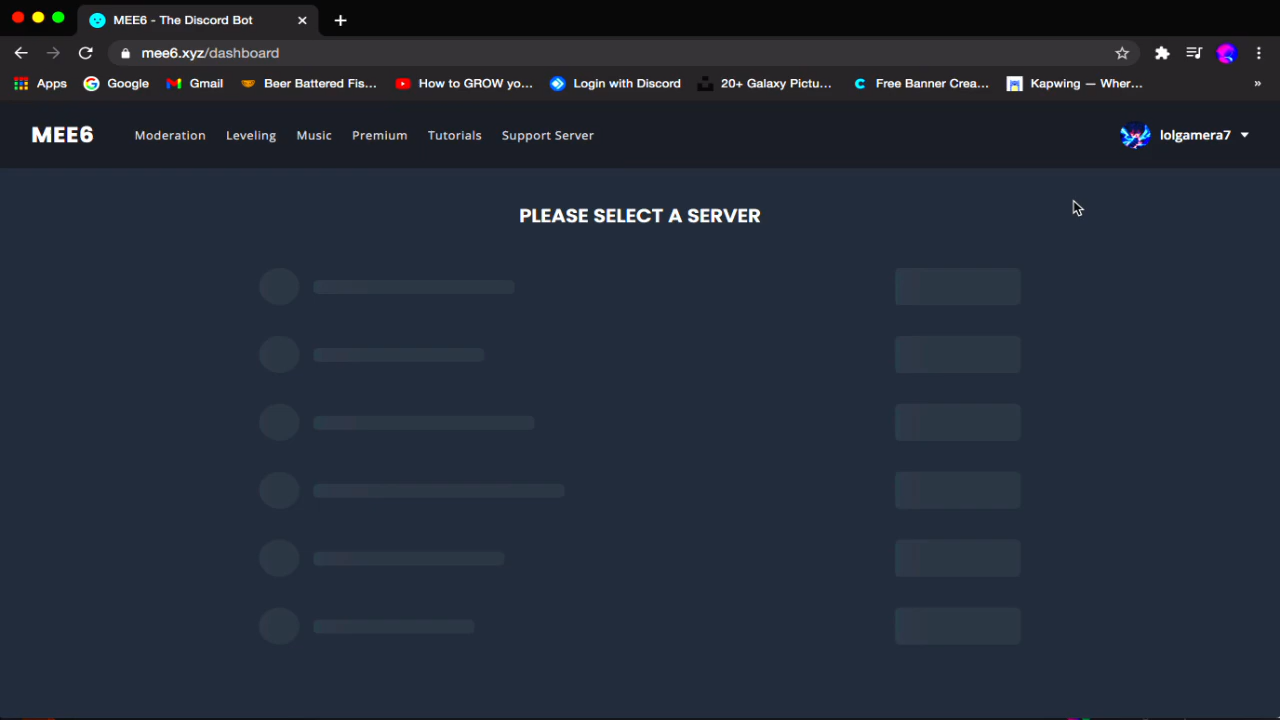 MEE6 - The Discord Bot
mee6.xyz/dashboard
Apps Google Gmail Beer Battered Fis... How to GROW yo... Login with Discord 20+ Galaxy Pictu... Free Banner Crea... Kapwing — Wher... »
MEE6 Moderation Leveling Music Premium Tutorials Support Server lolgamera7
PLEASE SELECT A SERVER